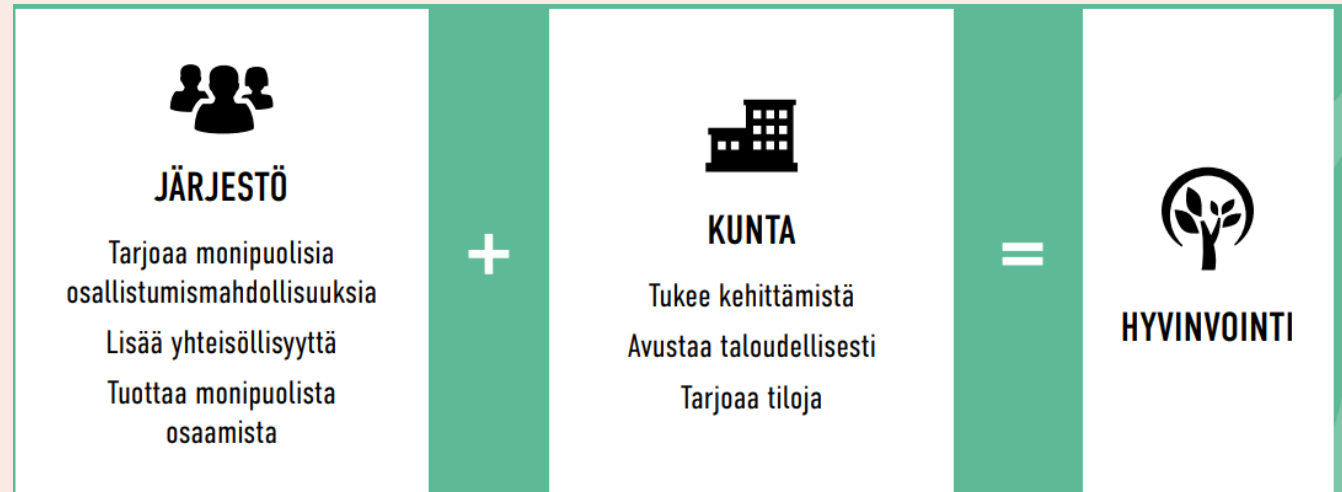 JÄRJESTÖ
Tarjoaa monipuolisia
osallistumismahdollisuuksia
Lisää yhteisöllisyyttä
Tuottaa monipuolista
osaamista
+
KUNTA
Tukee kehittämistä
Avustaa taloudellisesti
Tarjoaa tiloja
=
HYVINVOINTI